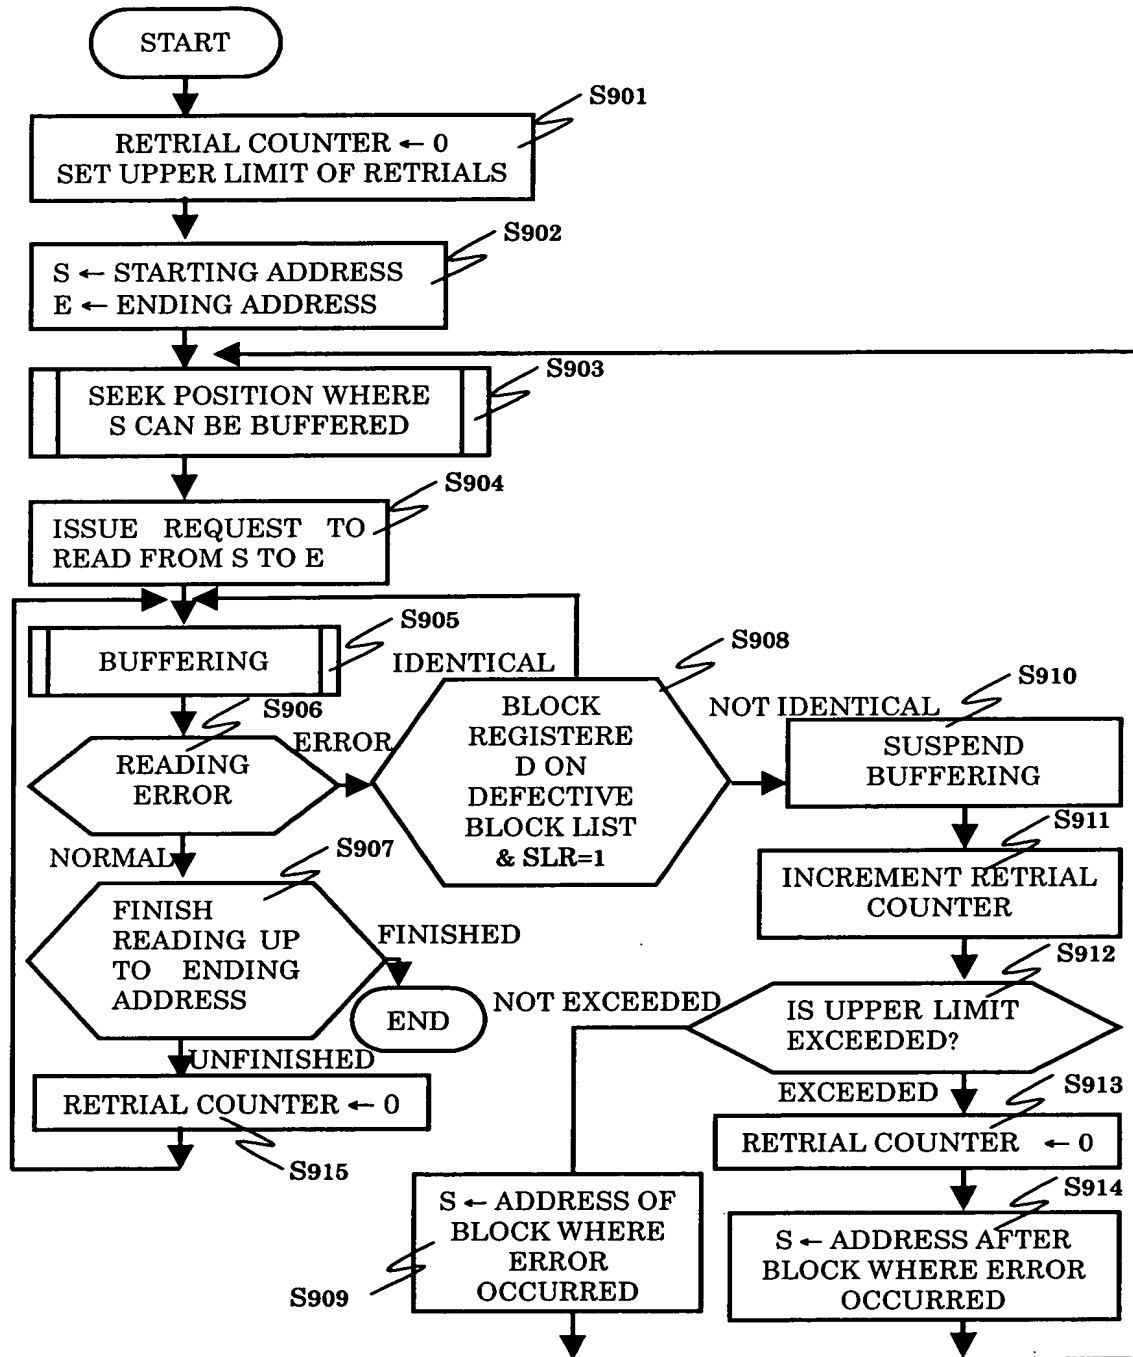 START
S901
RETRIAL COUNTER ← 0
SET UPPER LIMIT OF RETRIALS
S902
S ← STARTING ADDRESS
E ← ENDING ADDRESS
S903
SEEK POSITION WHERE
S CAN BE BUFFERED
S904
ISSUE REQUEST TO
READ FROM S TO E
S905
BUFFERING
IDENTICAL
S908
BLOCK
REGISTERE
D ON
DEFECTIVE
BLOCK LIST
& SLR=1
S906
ERROR
READING
ERROR
NOT IDENTICAL
S910
SUSPEND
BUFFERING
NORMAL
S907
FINISH
READING UP
TO ENDING
ADDRESS
FINISHED
END
S911
INCREMENT RETRIAL
COUNTER
S912
NOT EXCEEDED
IS UPPER LIMIT
EXCEEDED?
UNFINISHED
RETRIAL COUNTER ← 0
S915
EXCEEDED
S913
RETRIAL COUNTER ← 0
S914
S ← ADDRESS OF
BLOCK WHERE
ERROR
OCCURRED
S909
S ← ADDRESS AFTER
BLOCK WHERE ERROR
OCCURRED